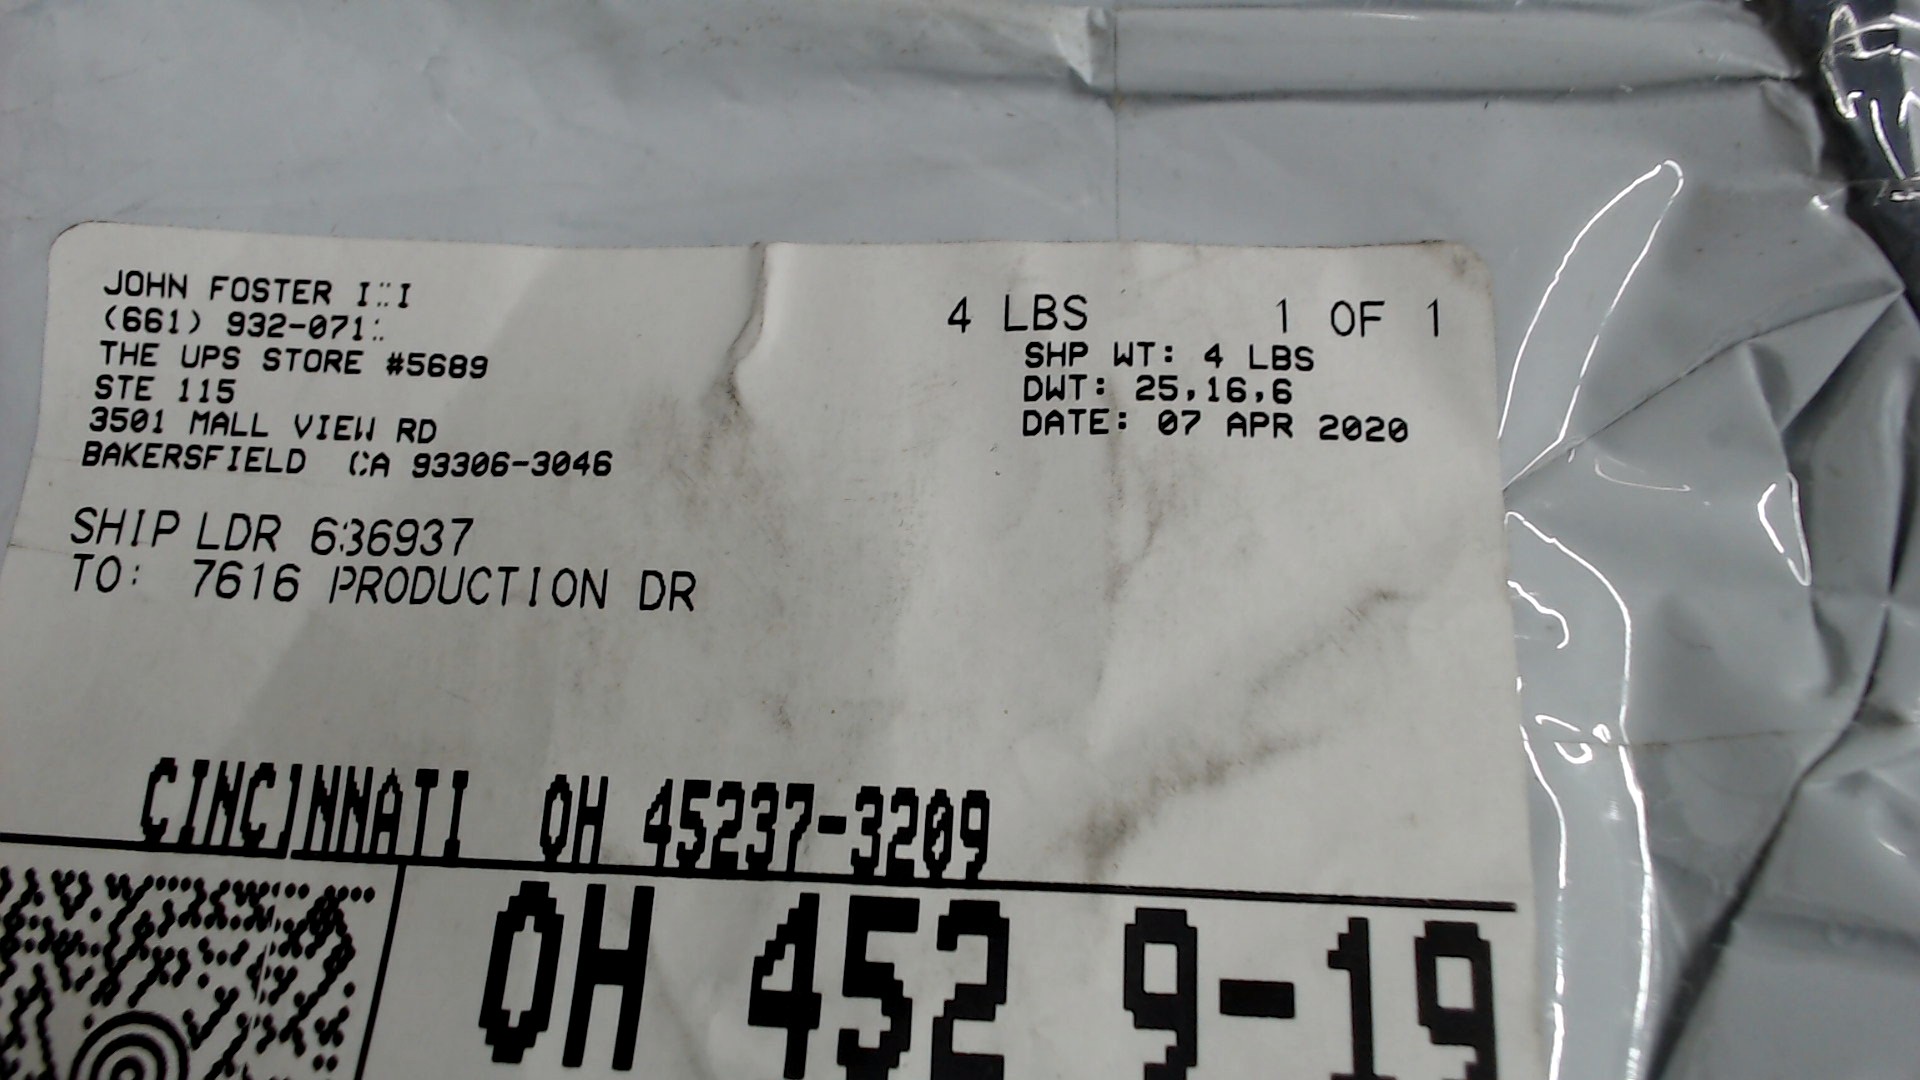 JOHN FOSTER III
(661) 932-071
THE UPS STORE #5689
STE 115
3501 MALL VIEW RD
BAKERSFIELD CA 93306-3046
4 LBS 1 OF 1
SHP WT: 4 LBS
DWT: 25,16,6
DATE: 07 APR 2020
SHIP LDR 636937
TO: 7616 PRODUCTION DR
CINCINNATI OH 45237-3209
OH 452 9-19